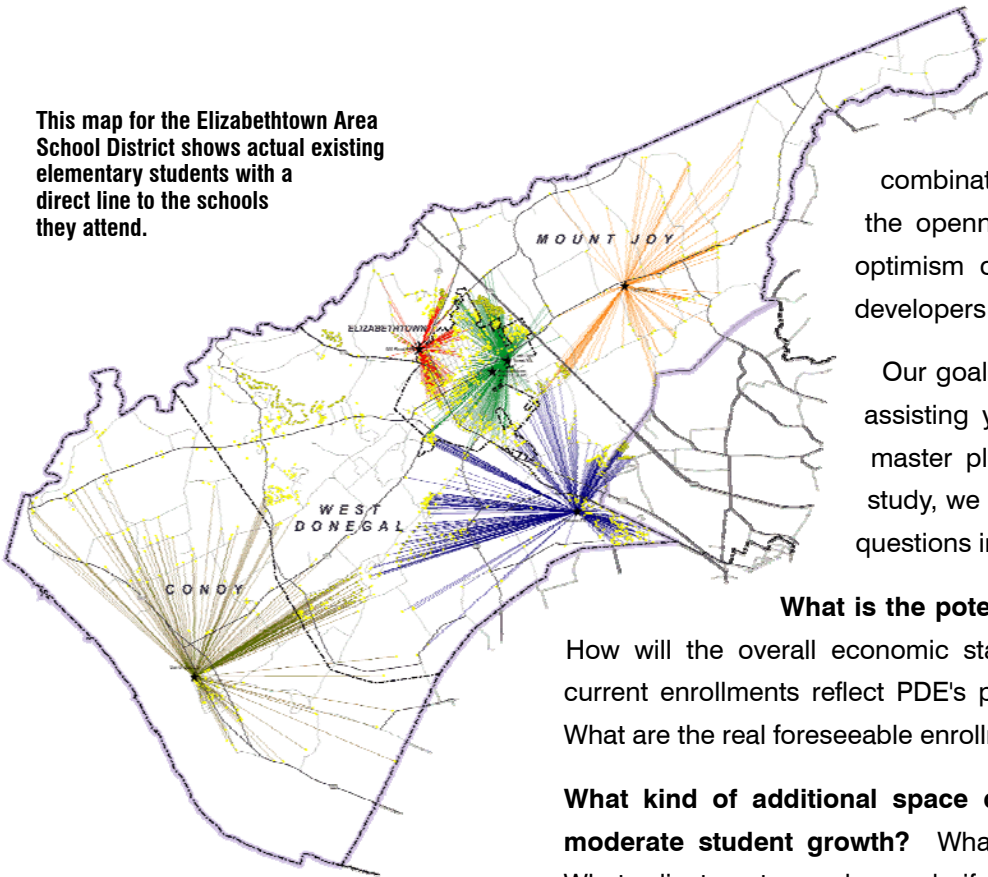 This map for the Elizabethtown Area
School District shows actual existing
elementary students with a
direct line to the schools
they attend.
MOUNT JOY
ELIZABETHTOWN
WEST
DONEGAL
CONOY
combinat
the openn
optimism o
developers
Our goal
assisting y
master pl
study, we
questions i
What is the pote
How will the overall economic sta
current enrollments reflect PDE's p
What are the real foreseeable enrollr
What kind of additional space
moderate student growth? Wha